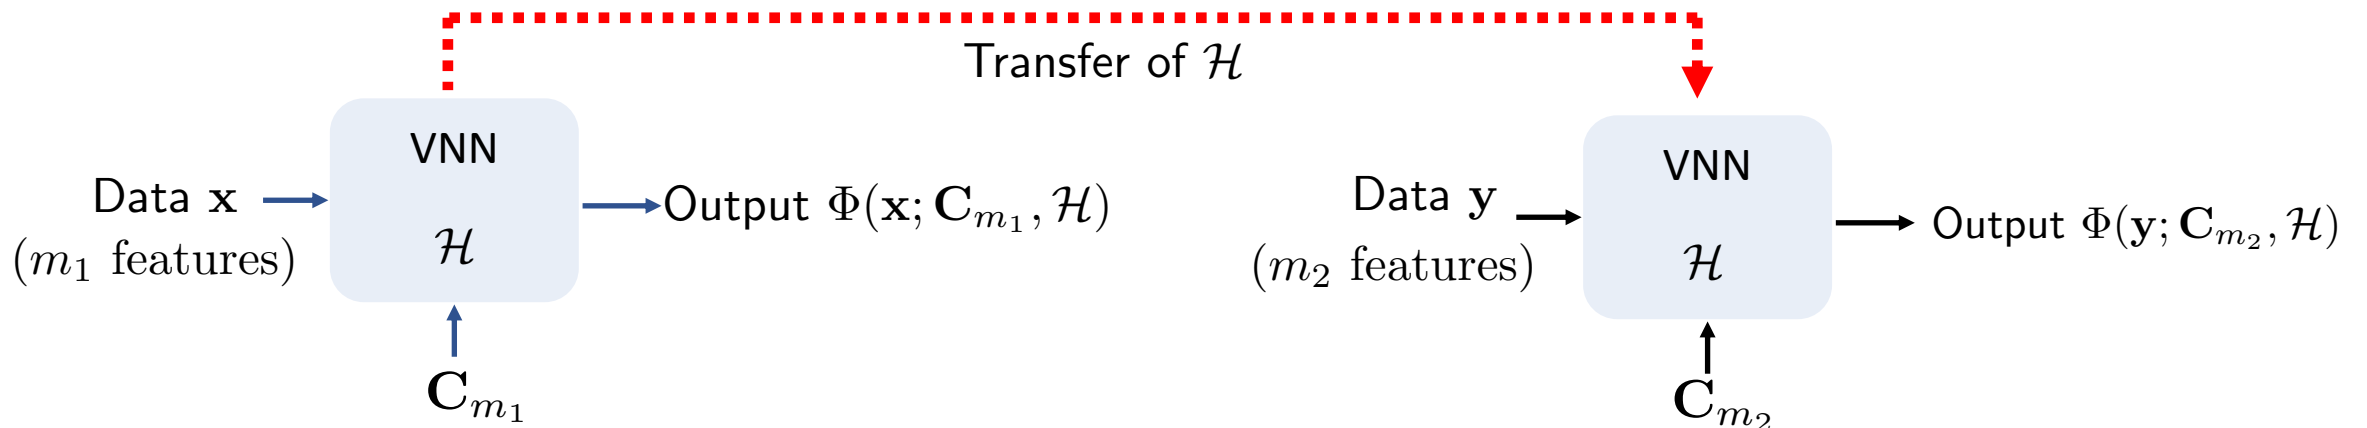 Transfer of ℋ
VNN
ℋ
Data x
(m₁ features)
Output Φ(x; C_{m₁}, ℋ)
C_{m₁}
VNN
ℋ
Data y
(m₂ features)
Output Φ(y; C_{m₂}, ℋ)
C_{m₂}